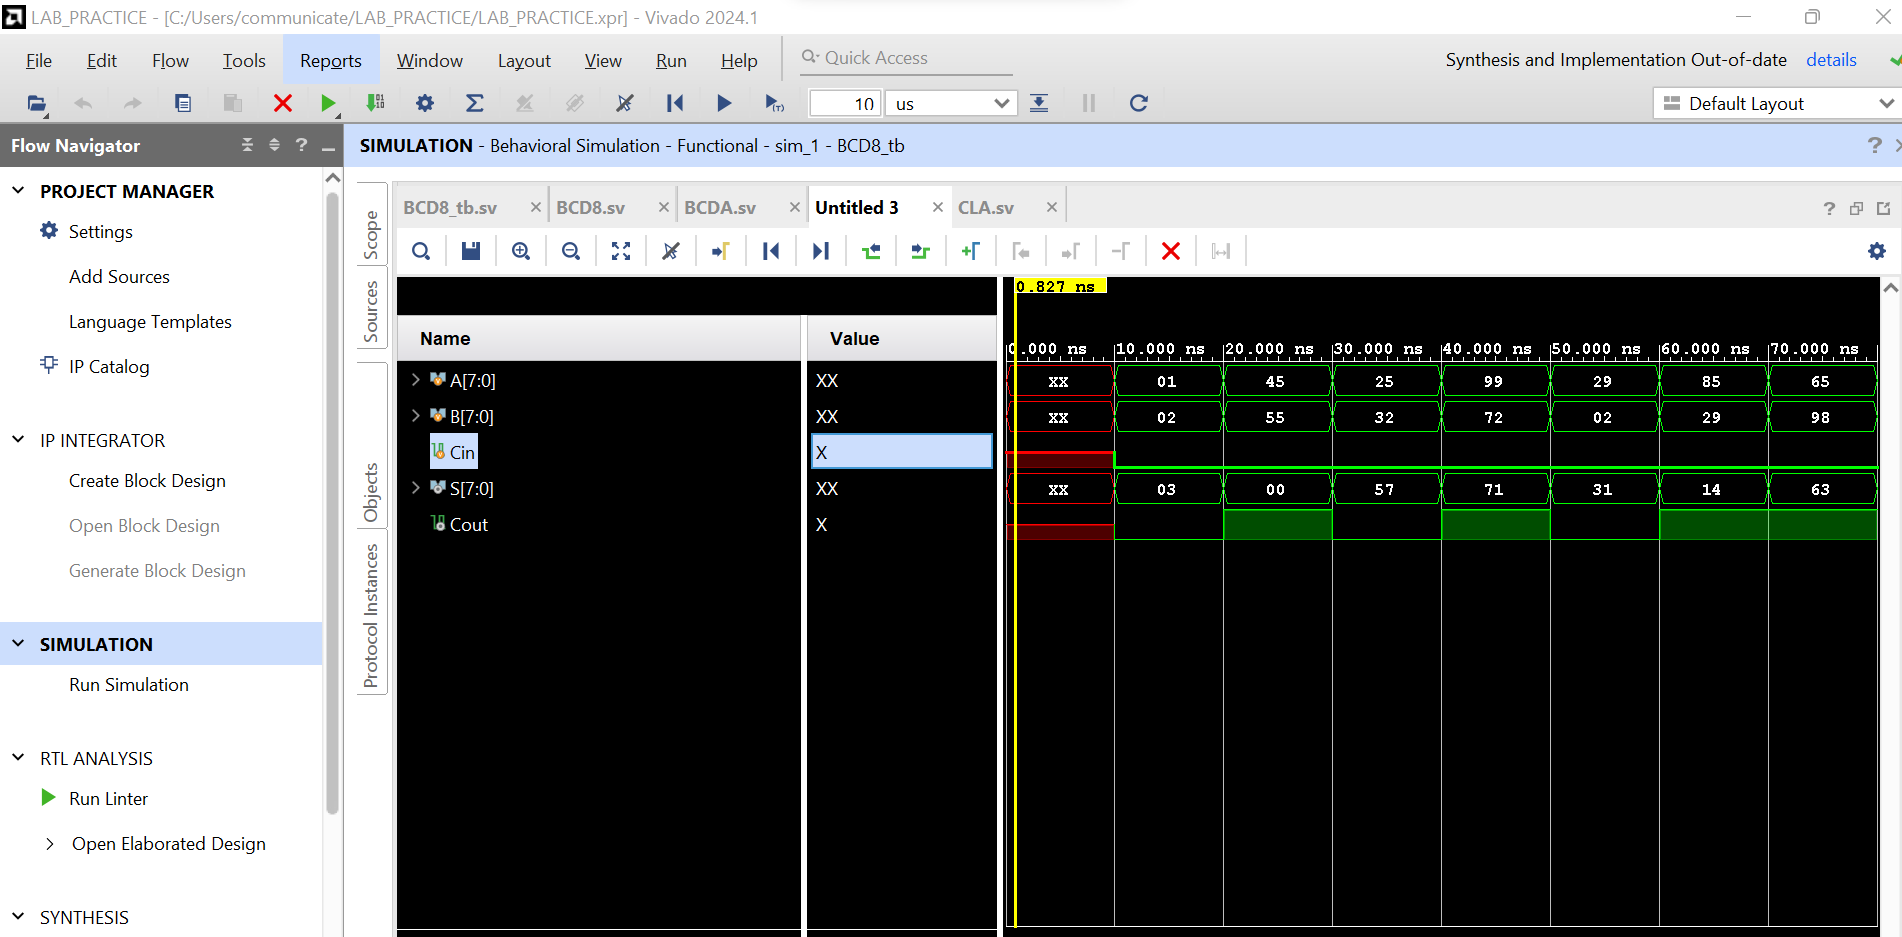 LAB_PRACTICE - [C:/Users/communicate/LAB_PRACTICE/LAB_PRACTICE.xpr] - Vivado 2024.1
File Edit Flow Tools Reports Window Layout View Run Help Quick Access Synthesis and Implementation Out-of-date details
10 us Default Layout
Flow Navigator ?
SIMULATION - Behavioral Simulation - Functional - sim_1 - BCD8_tb ?
PROJECT MANAGER
Settings
Add Sources
Language Templates
IP Catalog
IP INTEGRATOR
Create Block Design
Open Block Design
Generate Block Design
SIMULATION
Run Simulation
RTL ANALYSIS
Run Linter
Open Elaborated Design
SYNTHESIS
Scope
Sources
Objects
Protocol Instances
BCD8_tb.sv BCD8.sv BCDA.sv Untitled 3 CLA.sv ?
0.827 ns
Name Value
0.000 ns 10.000 ns 20.000 ns 30.000 ns 40.000 ns 50.000 ns 60.000 ns 70.000 ns
A[7:0] XX XX 01 45 25 99 29 85 65
B[7:0] XX XX 02 55 32 72 02 29 98
Cin X
S[7:0] XX XX 03 00 57 71 31 14 63
Cout X